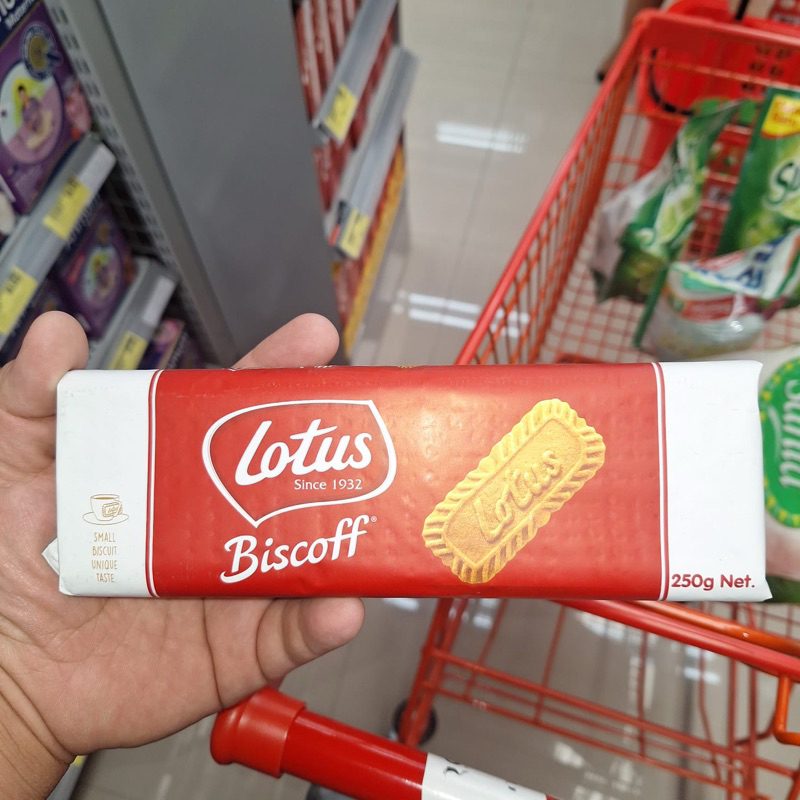 Lotus
Since 1932
Biscoff®
Lotus
SMALL
BISCUIT
UNIQUE
TASTE
250g Net.